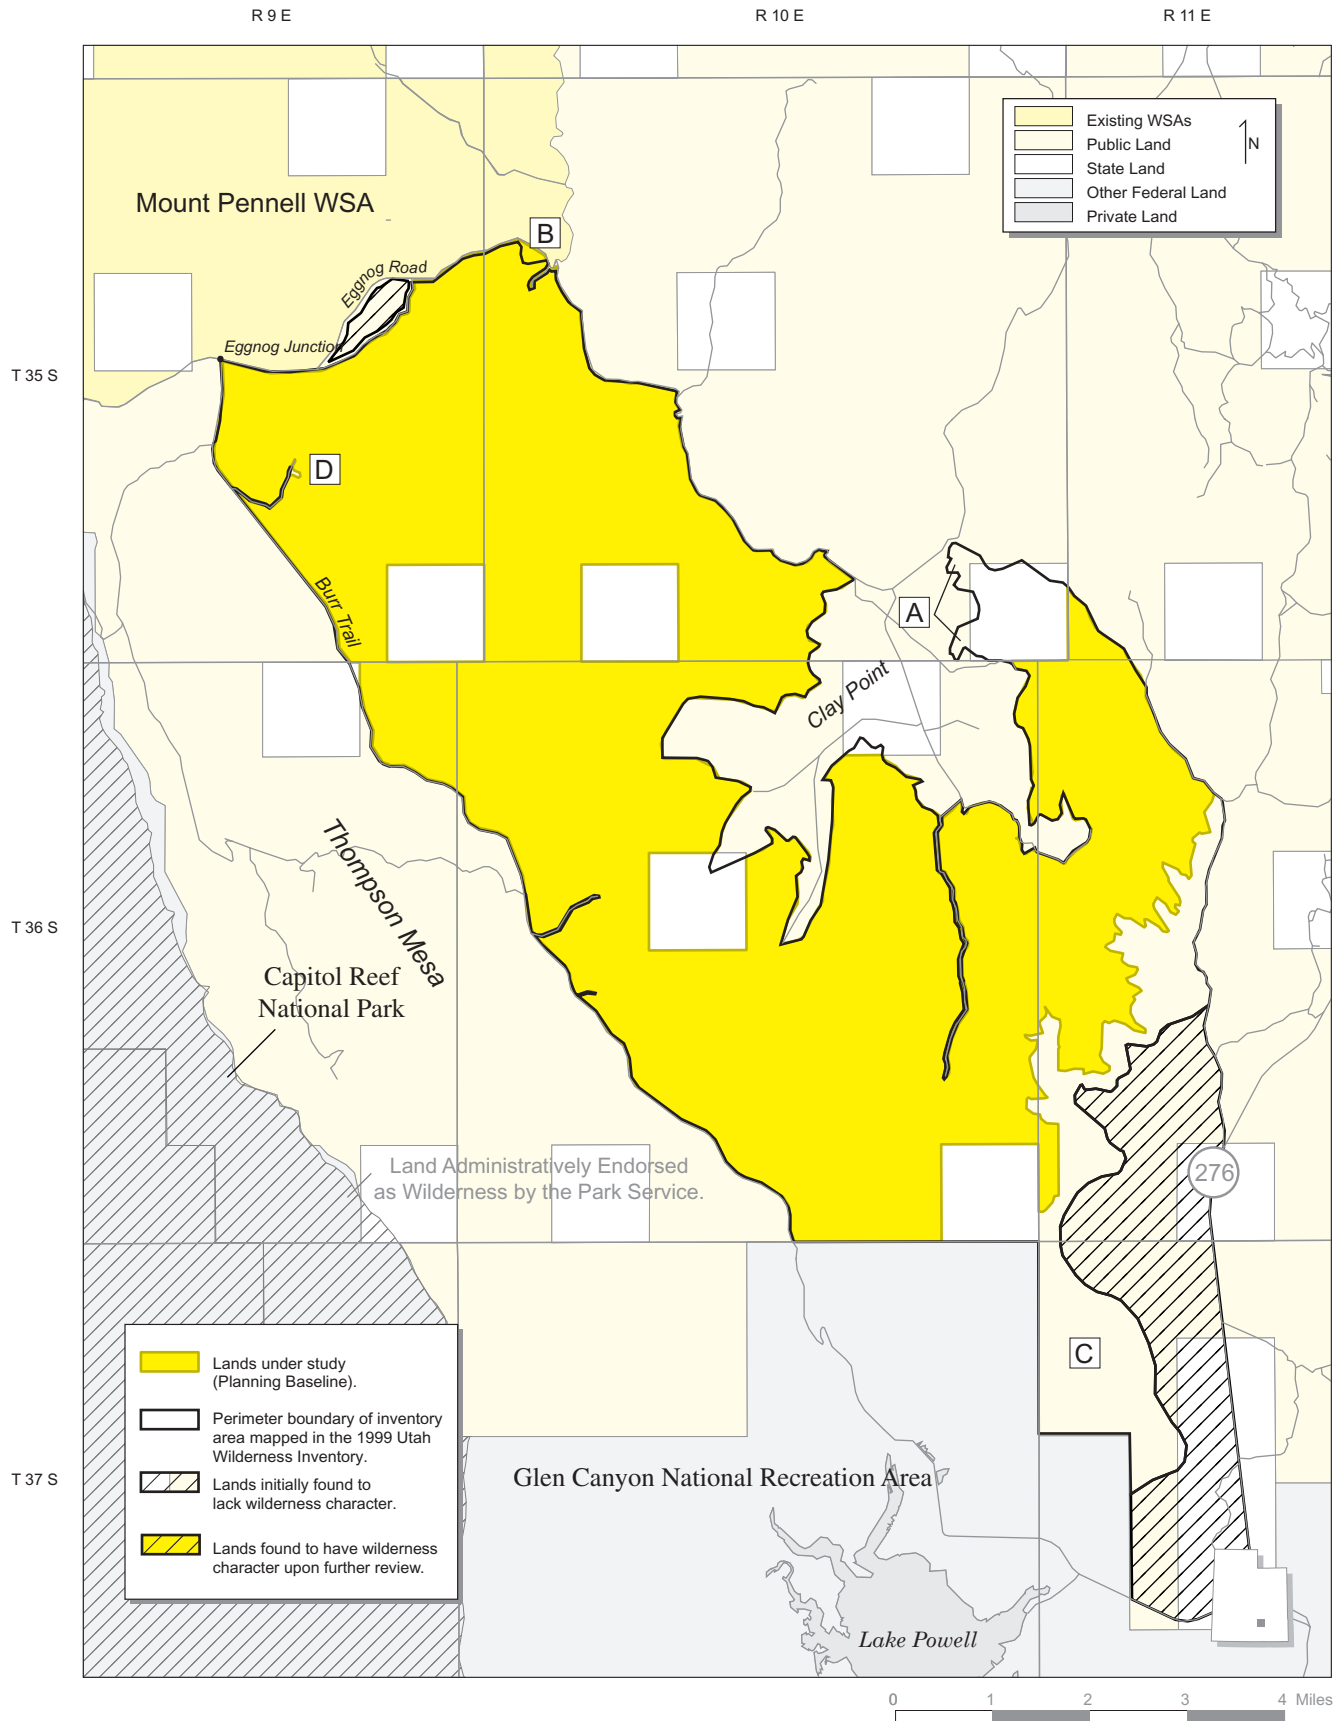 R 9 E
R 10 E
R 11 E
Existing WSAs
Public Land
State Land
Other Federal Land
Private Land
N
Mount Pennell WSA
B
Eggnog Road
Eggnog Junction
T 35 S
D
Burr Trail
A
Clay Point
Thompson Mesa
T 36 S
Capitol Reef
National Park
Land Administratively Endorsed
as Wilderness by the Park Service.
276
C
Lands under study
(Planning Baseline).
Perimeter boundary of inventory
area mapped in the 1999 Utah
Wilderness Inventory.
Lands initially found to
lack wilderness character.
Lands found to have wilderness
character upon further review.
T 37 S
Glen Canyon National Recreation Area
Lake Powell
0 1 2 3 4 Miles